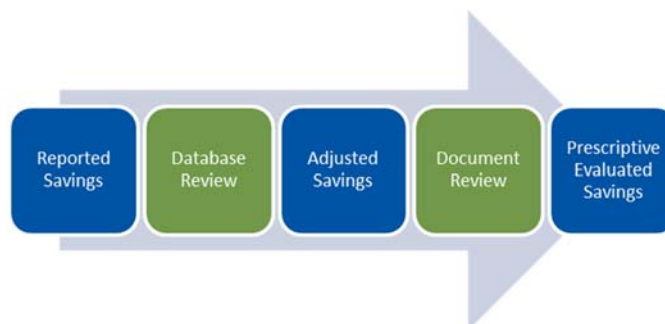 Reported
Savings
Database
Review
Adjusted
Savings
Document
Review
Prescriptive
Evaluated
Savings